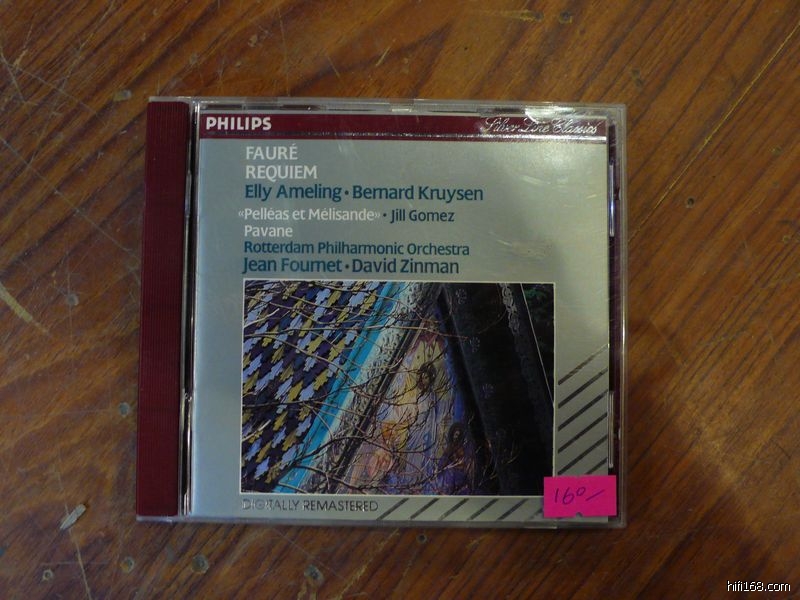 PHILIPS
Silver Line Classics
FAURÉ
REQUIEM
Elly Ameling · Bernard Kruysen
«Pelléas et Mélisande» · Jill Gomez
Pavane
Rotterdam Philharmonic Orchestra
Jean Fournet · David Zinman
DIGITALLY REMASTERED
160/-
hifi168.com